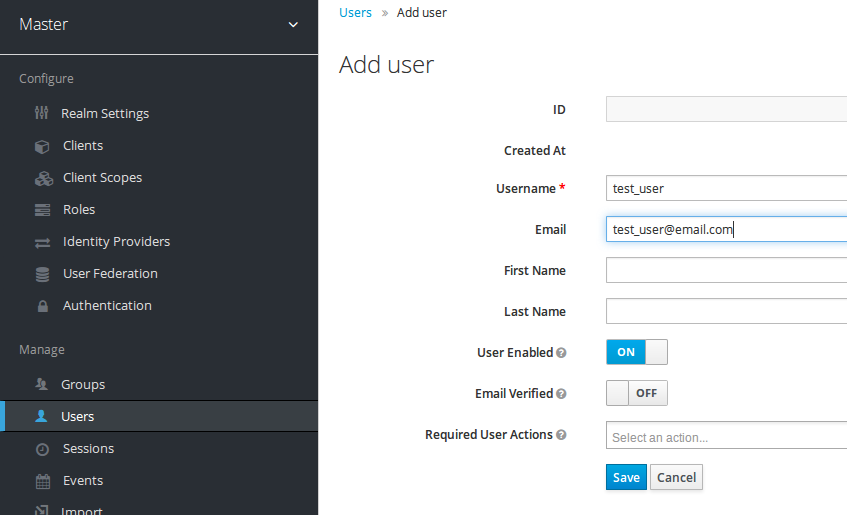 Master
Configure
Realm Settings
Clients
Client Scopes
Roles
Identity Providers
User Federation
Authentication
Manage
Groups
Users
Sessions
Events
Import
Users » Add user
Add user
ID
Created At
Username * test_user
Email test_user@email.com
First Name
Last Name
User Enabled ? ON
Email Verified ? OFF
Required User Actions ? Select an action...
Save Cancel